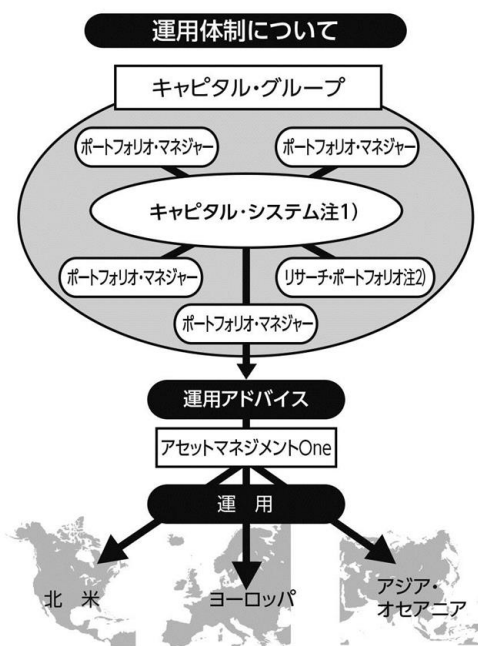 運用体制について
キャピタル・グループ
ポートフォリオ・マネジャー
ポートフォリオ・マネジャー
キャピタル・システム注1)
ポートフォリオ・マネジャー
リサーチ・ポートフォリオ注2)
ポートフォリオ・マネジャー
運用アドバイス
アセットマネジメントOne
運　用
北　米
ヨーロッパ
アジア・
オセアニア